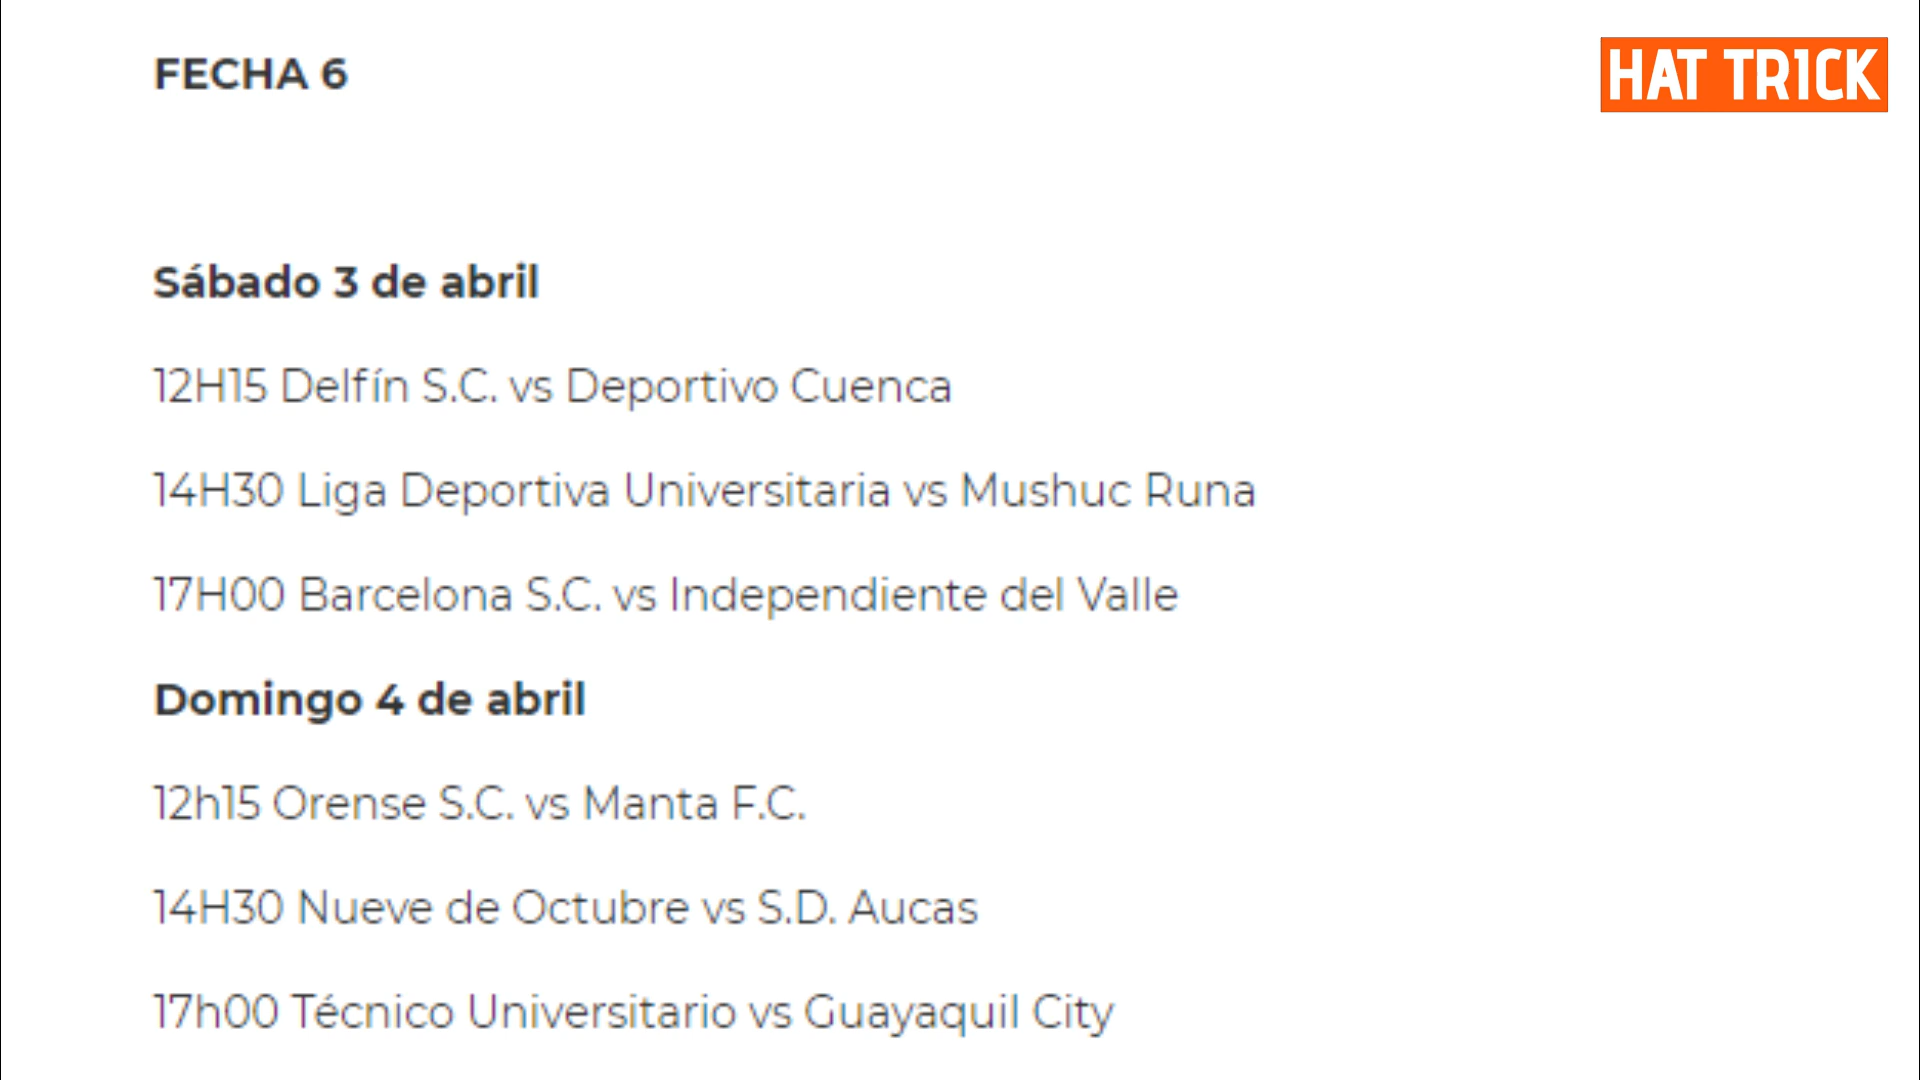 FECHA 6
HAT TRICK
Sábado 3 de abril
12H15 Delfín S.C. vs Deportivo Cuenca
14H30 Liga Deportiva Universitaria vs Mushuc Runa
17H00 Barcelona S.C. vs Independiente del Valle
Domingo 4 de abril
12h15 Orense S.C. vs Manta F.C.
14H30 Nueve de Octubre vs S.D. Aucas
17h00 Técnico Universitario vs Guayaquil City